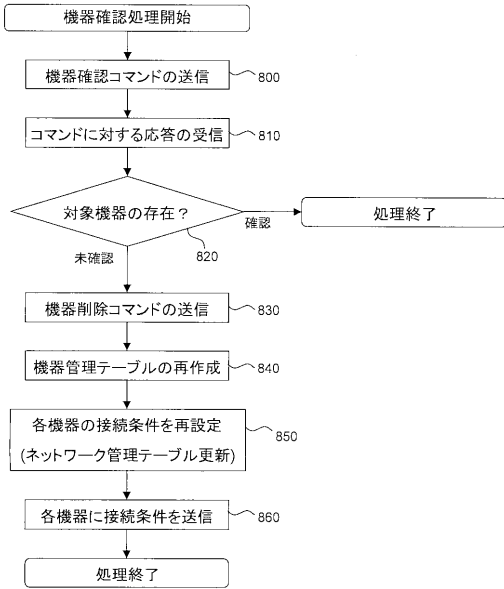 機器確認処理開始
機器確認コマンドの送信
800
コマンドに対する応答の受信
810
対象機器の存在?
820
確認
処理終了
未確認
機器削除コマンドの送信
830
機器管理テーブルの再作成
840
各機器の接続条件を再設定
(ネットワーク管理テーブル更新)
850
各機器に接続条件を送信
860
処理終了